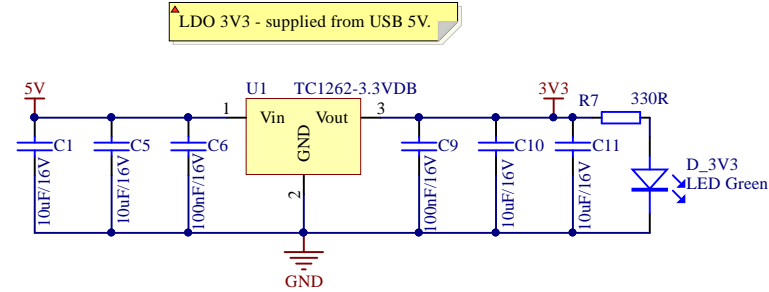 LDO 3V3 - supplied from USB 5V.
5V
U1 TC1262-3.3VDB
3V3
R7 330R
1 Vin Vout 3
GND
2
C1
10uF/16V
C5
10uF/16V
C6
100nF/16V
C9
100nF/16V
C10
10uF/16V
C11
10uF/16V
D_3V3
LED Green
GND